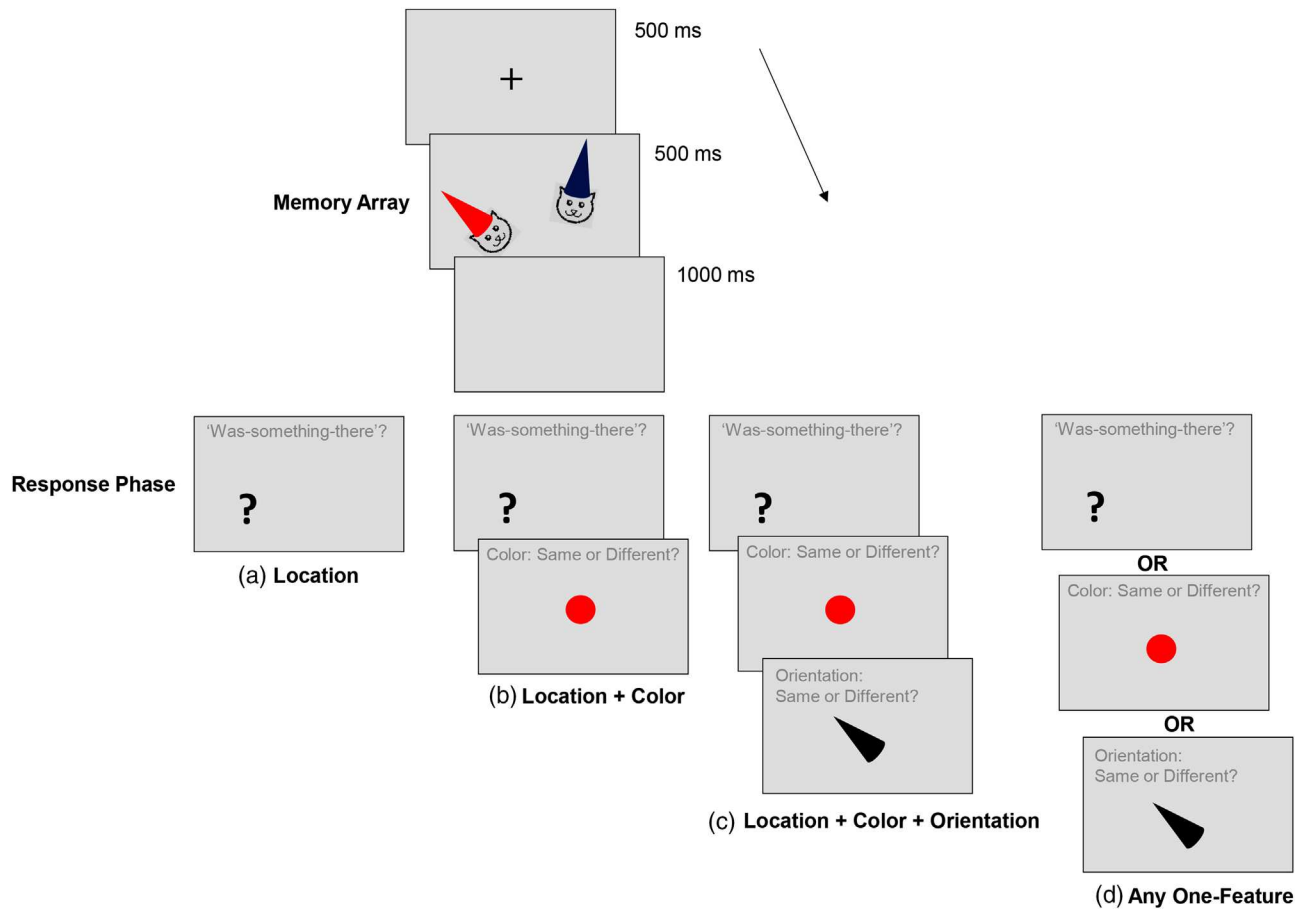 500 ms
+
500 ms
Memory Array
1000 ms
Response Phase
'Was-something-there'?
?
(a) Location
'Was-something-there'?
?
Color: Same or Different?
(b) Location + Color
'Was-something-there'?
?
Color: Same or Different?
Orientation:
Same or Different?
(c) Location + Color + Orientation
'Was-something-there'?
?
OR
Color: Same or Different?
OR
Orientation:
Same or Different?
(d) Any One-Feature